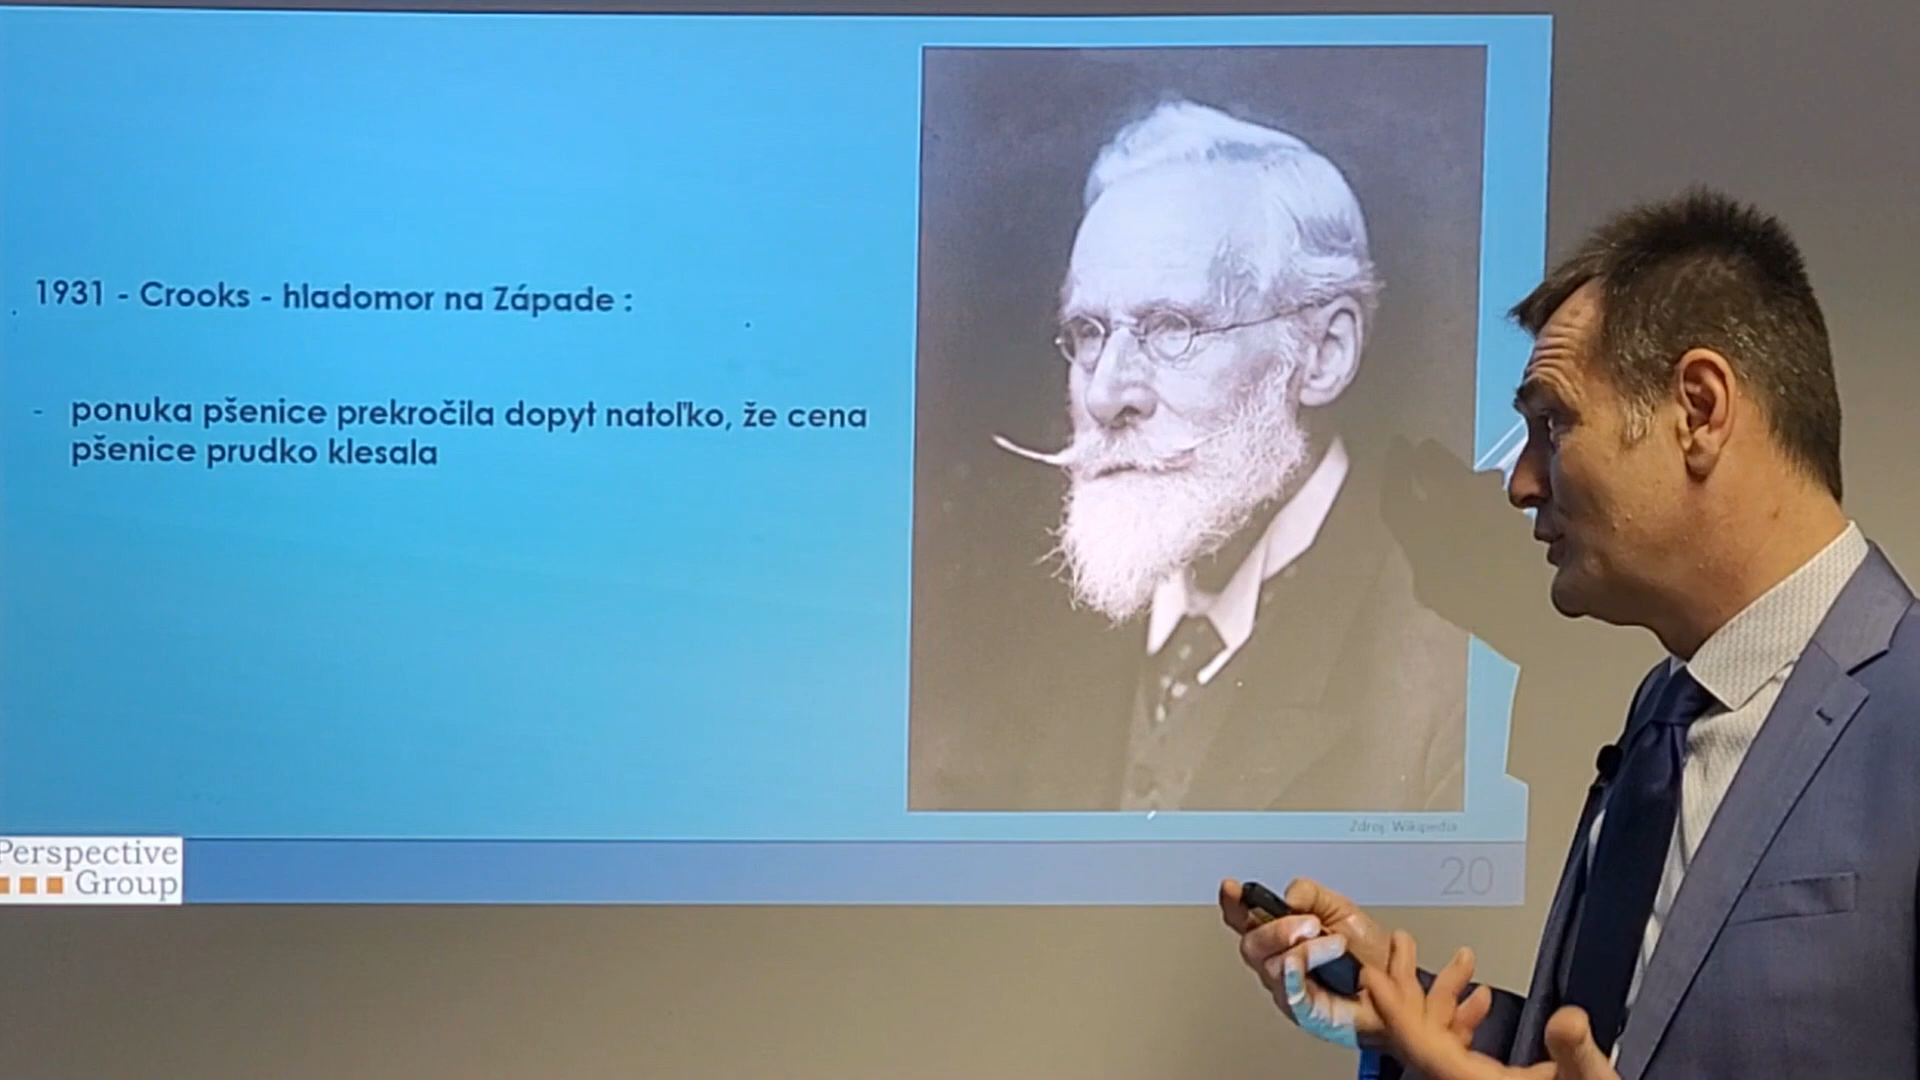 1931 - Crooks - hladomor na Západe :
- ponuka pšenice prekročila dopyt natoľko, že cena
pšenice prudko klesala
Zdroj: Wikipedia
Perspective
Group
20